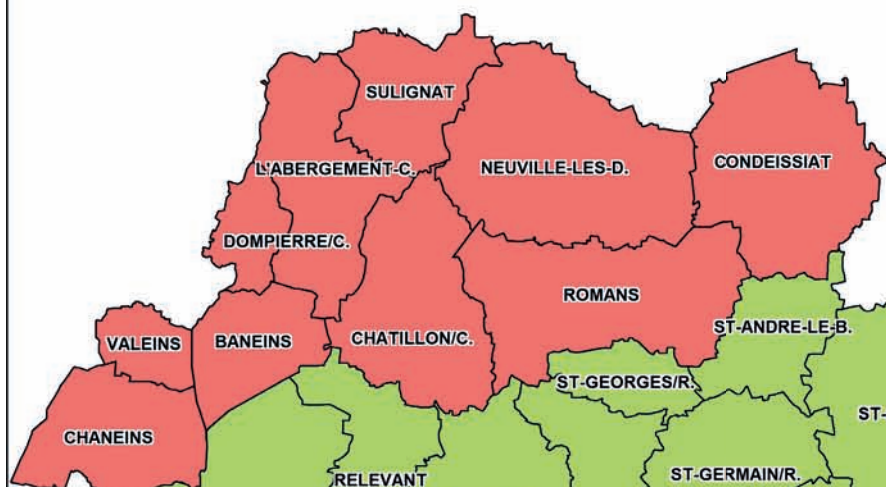 SULIGNAT
L'ABERGEMENT-C.
NEUVILLE-LES-D.
CONDEISSIAT
DOMPIERRE/C.
ROMANS
VALEINS
BANEINS
CHATILLON/C.
ST-ANDRE-LE-B.
ST-GEORGES/R.
CHANEINS
ST-
RELEVANT
ST-GERMAIN/R.